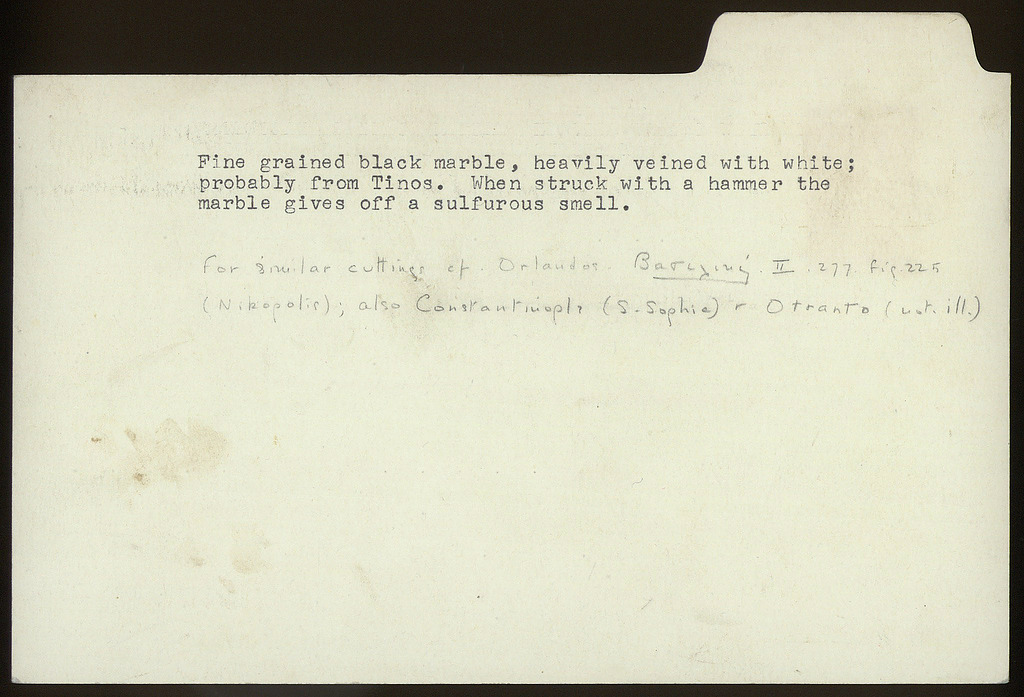 Fine grained black marble, heavily veined with white;
probably from Tinos. When struck with a hammer the
marble gives off a sulfurous smell.
For similar cuttings cf. Orlandos. Βασιλική. II. 277 fig. 225
(Nikopolis); also Constantinople (S. Sophia) + Otranto (not ill.)